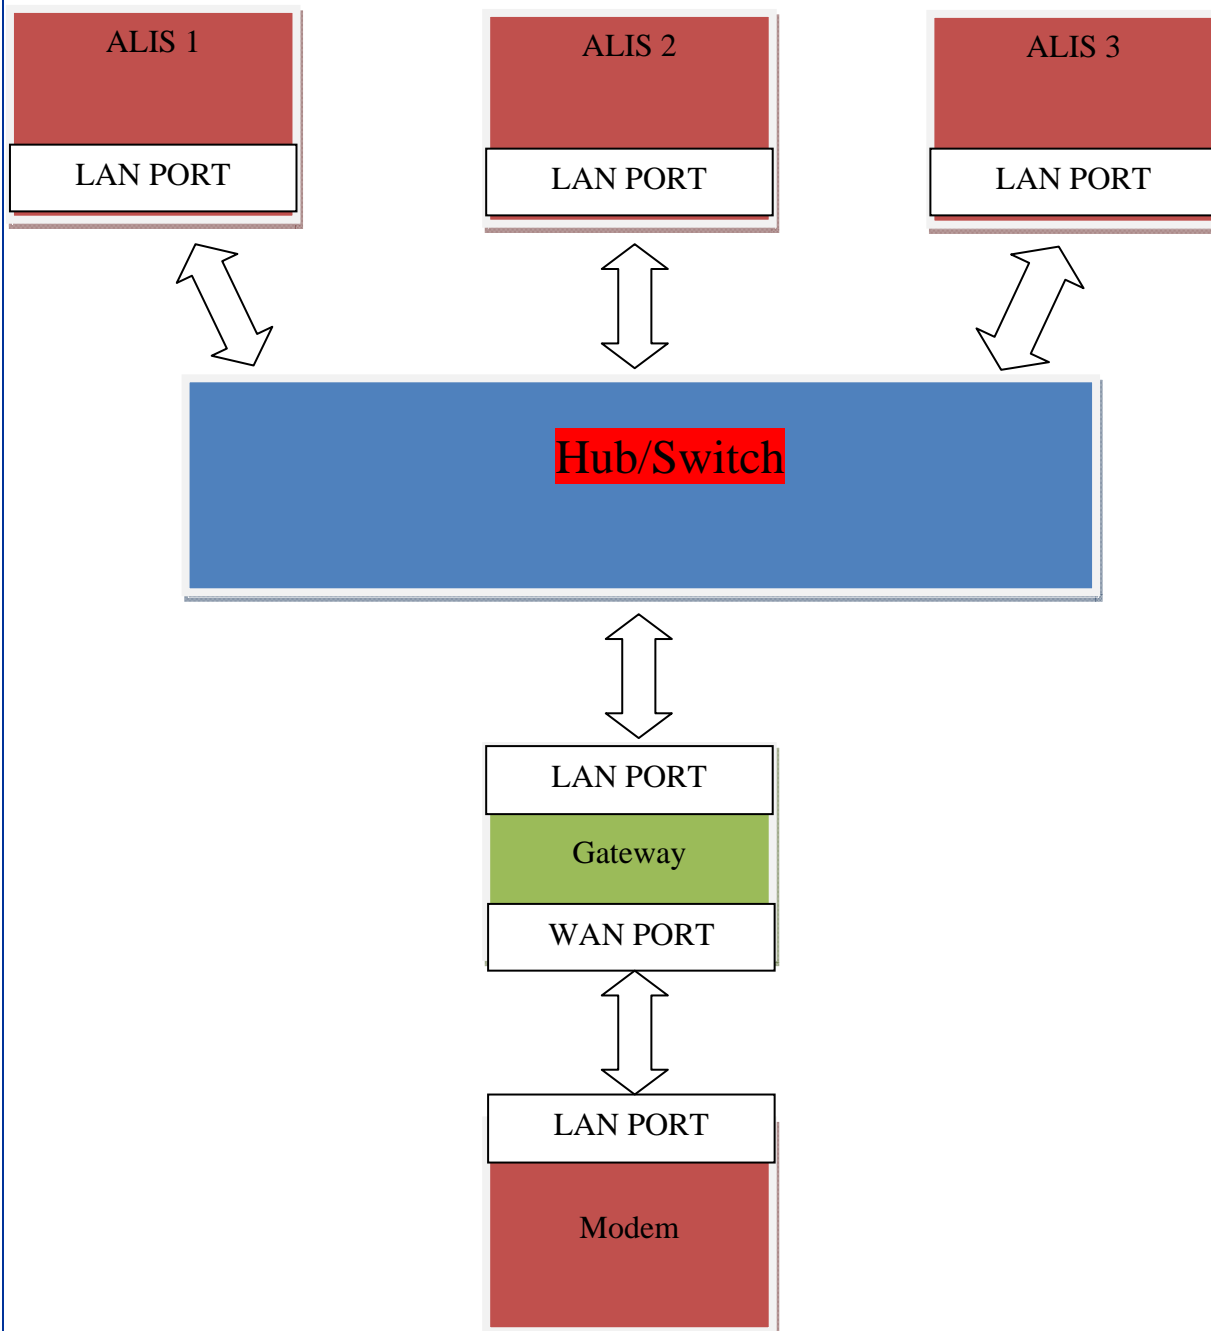 ALIS 1
ALIS 2
ALIS 3
LAN PORT
LAN PORT
LAN PORT
Hub/Switch
LAN PORT
Gateway
WAN PORT
LAN PORT
Modem